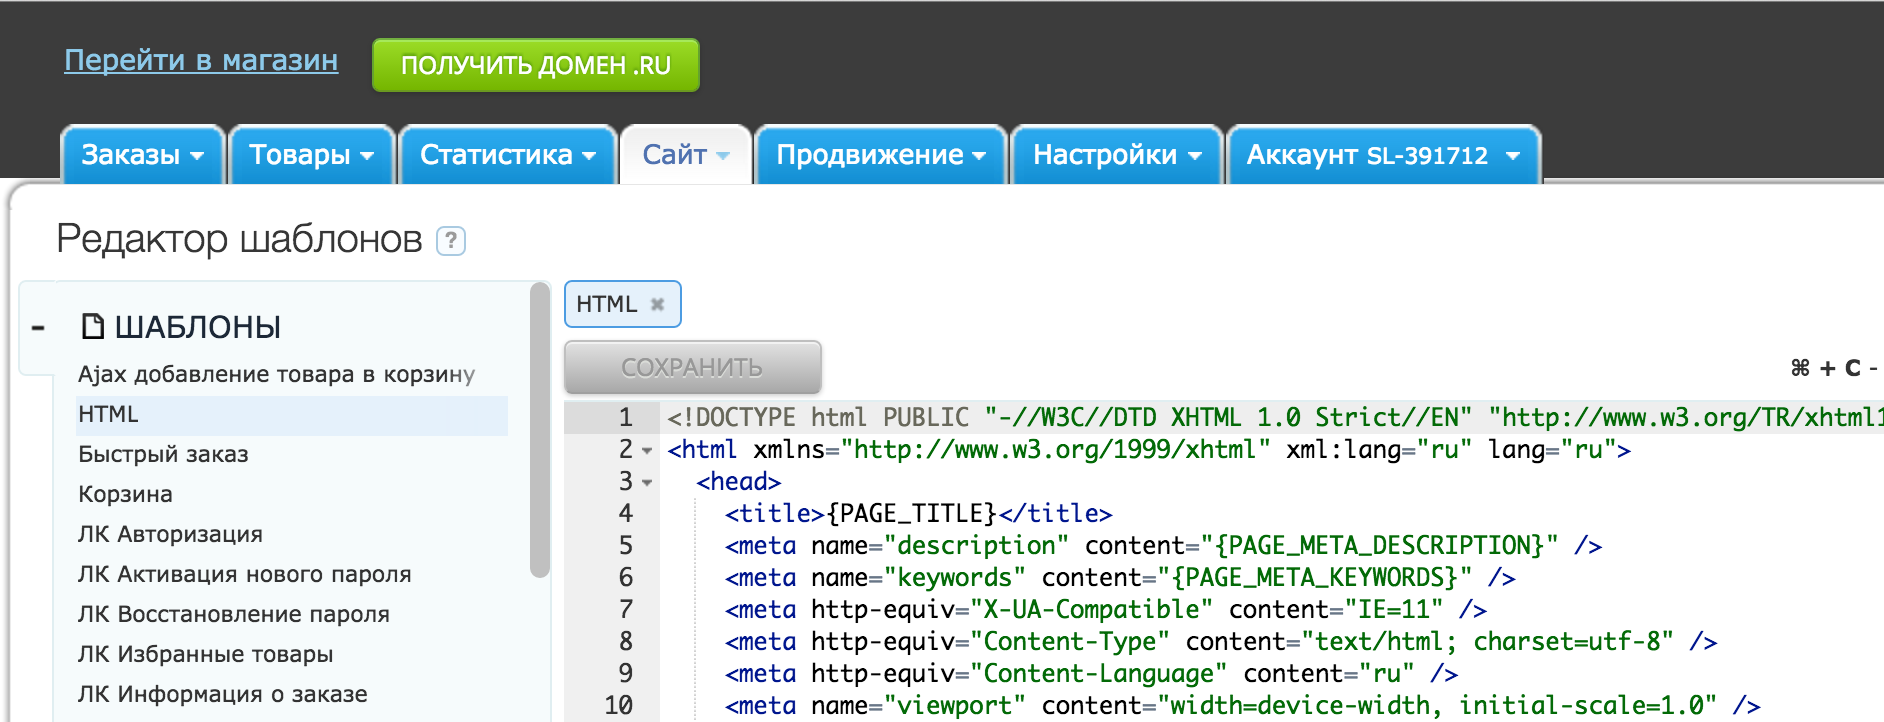 Перейти в магазин ПОЛУЧИТЬ ДОМЕН .RU
Заказы Товары Статистика Сайт Продвижение Настройки Аккаунт SL-391712
Редактор шаблонов ?
- ШАБЛОНЫ
Ajax добавление товара в корзину
HTML
Быстрый заказ
Корзина
ЛК Авторизация
ЛК Активация нового пароля
ЛК Восстановление пароля
ЛК Избранные товары
ЛК Информация о заказе
HTML ✖
СОХРАНИТЬ
⌘ + C -
1 <!DOCTYPE html PUBLIC "-//W3C//DTD XHTML 1.0 Strict//EN" "http://www.w3.org/TR/xhtml1
2 <html xmlns="http://www.w3.org/1999/xhtml" xml:lang="ru" lang="ru">
3 <head>
4 <title>{PAGE_TITLE}</title>
5 <meta name="description" content="{PAGE_META_DESCRIPTION}" />
6 <meta name="keywords" content="{PAGE_META_KEYWORDS}" />
7 <meta http-equiv="X-UA-Compatible" content="IE=11" />
8 <meta http-equiv="Content-Type" content="text/html; charset=utf-8" />
9 <meta http-equiv="Content-Language" content="ru" />
10 <meta name="viewport" content="width=device-width, initial-scale=1.0" />